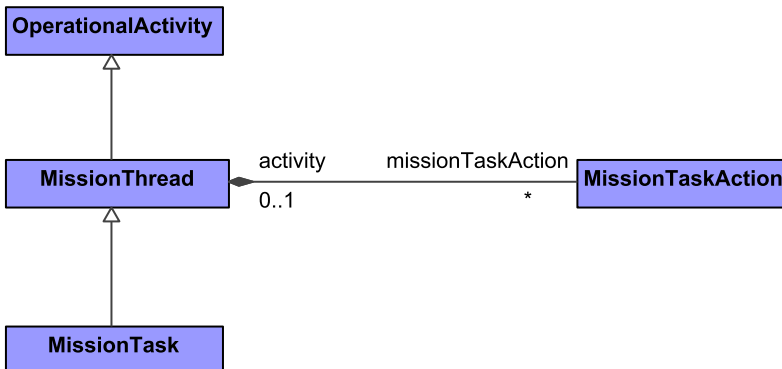 OperationalActivity
activity missionTaskAction
MissionThread MissionTaskAction
0..1 *
MissionTask